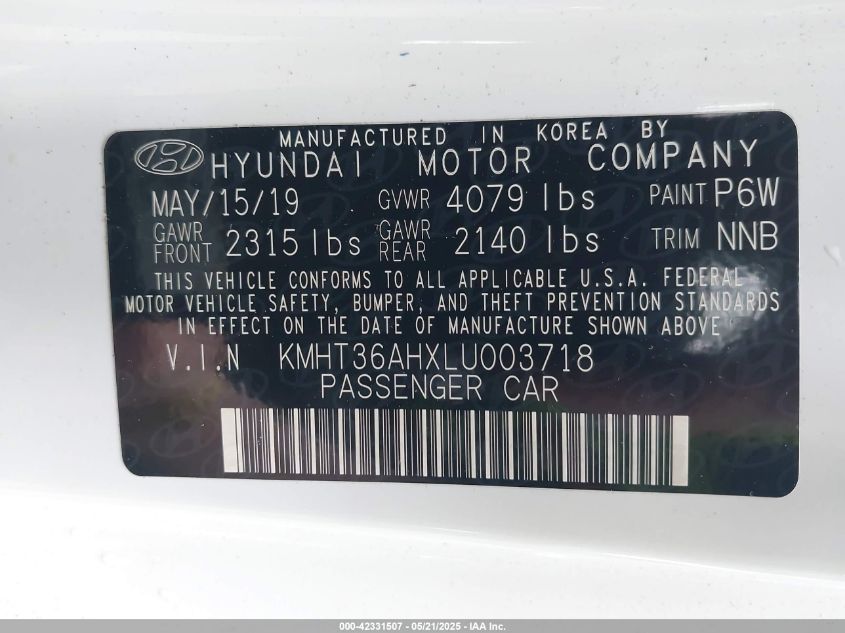 MANUFACTURED IN KOREA BY
HYUNDAI MOTOR COMPANY
MAY/15/19 GVWR 4079 lbs PAINT P6W
GAWR FRONT 2315 lbs GAWR REAR 2140 lbs TRIM NNB
THIS VEHICLE CONFORMS TO ALL APPLICABLE U.S.A. FEDERAL
MOTOR VEHICLE SAFETY, BUMPER, AND THEFT PREVENTION STANDARDS
IN EFFECT ON THE DATE OF MANUFACTURE SHOWN ABOVE
V.I.N KMHT36AHXLU003718
PASSENGER CAR
000-42331507 - 05/21/2025 - IAA Inc.